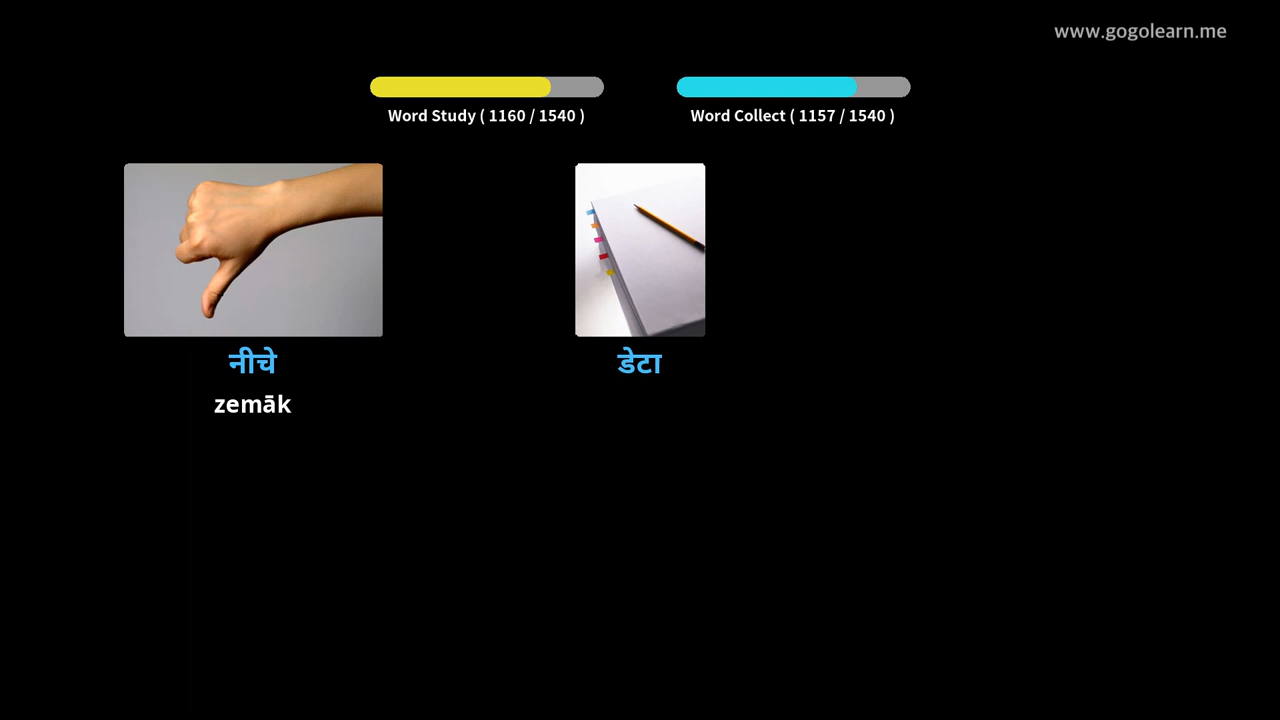 www.gogolearn.me
Word Study ( 1160 / 1540 )
Word Collect ( 1157 / 1540 )
नीचे
डेटा
zemāk